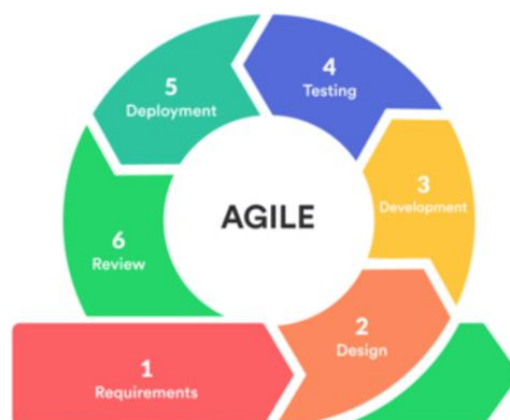 AGILE
1
Requirements
2
Design
3
Development
4
Testing
5
Deployment
6
Review